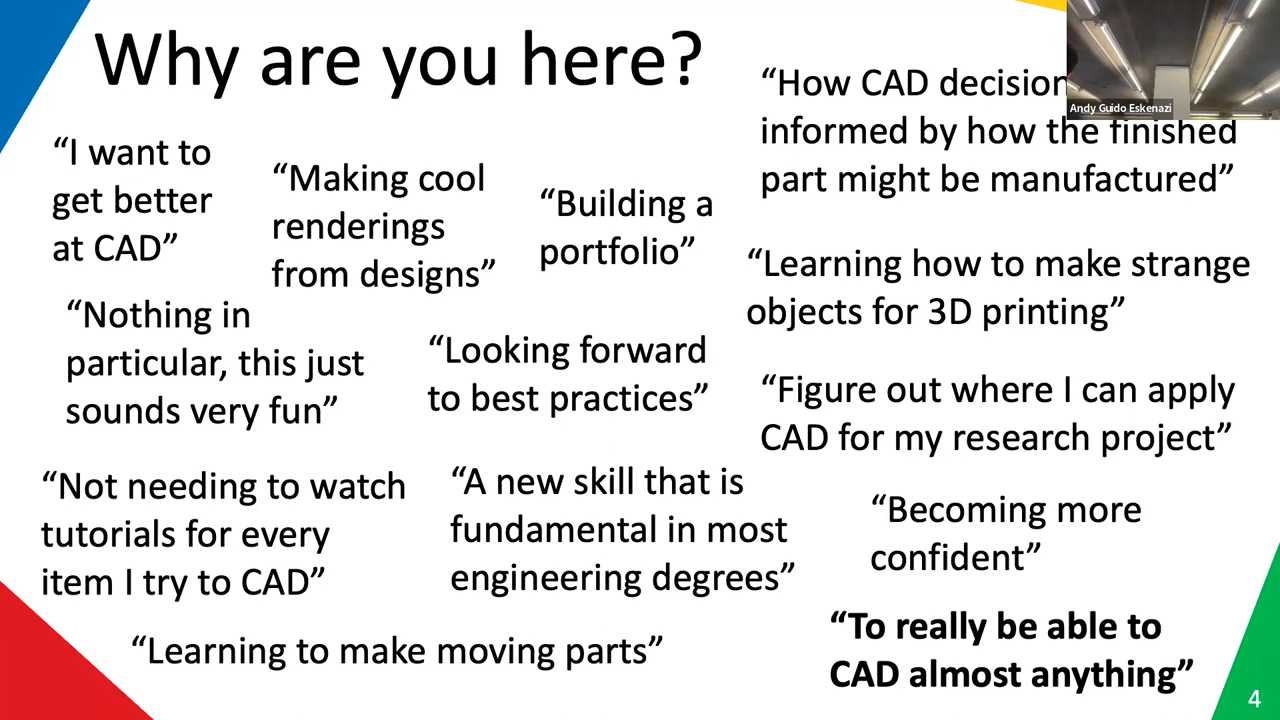 Why are you here?
“How CAD decision
informed by how the finished
part might be manufactured”
Andy Guido Eskenazi
“I want to
get better
at CAD”
“Making cool
renderings
from designs”
“Building a
portfolio”
“Learning how to make strange
objects for 3D printing”
“Nothing in
particular, this just
sounds very fun”
“Looking forward
to best practices”
“Figure out where I can apply
CAD for my research project”
“Not needing to watch
tutorials for every
item I try to CAD”
“A new skill that is
fundamental in most
engineering degrees”
“Becoming more
confident”
“Learning to make moving parts”
“To really be able to
CAD almost anything”
4